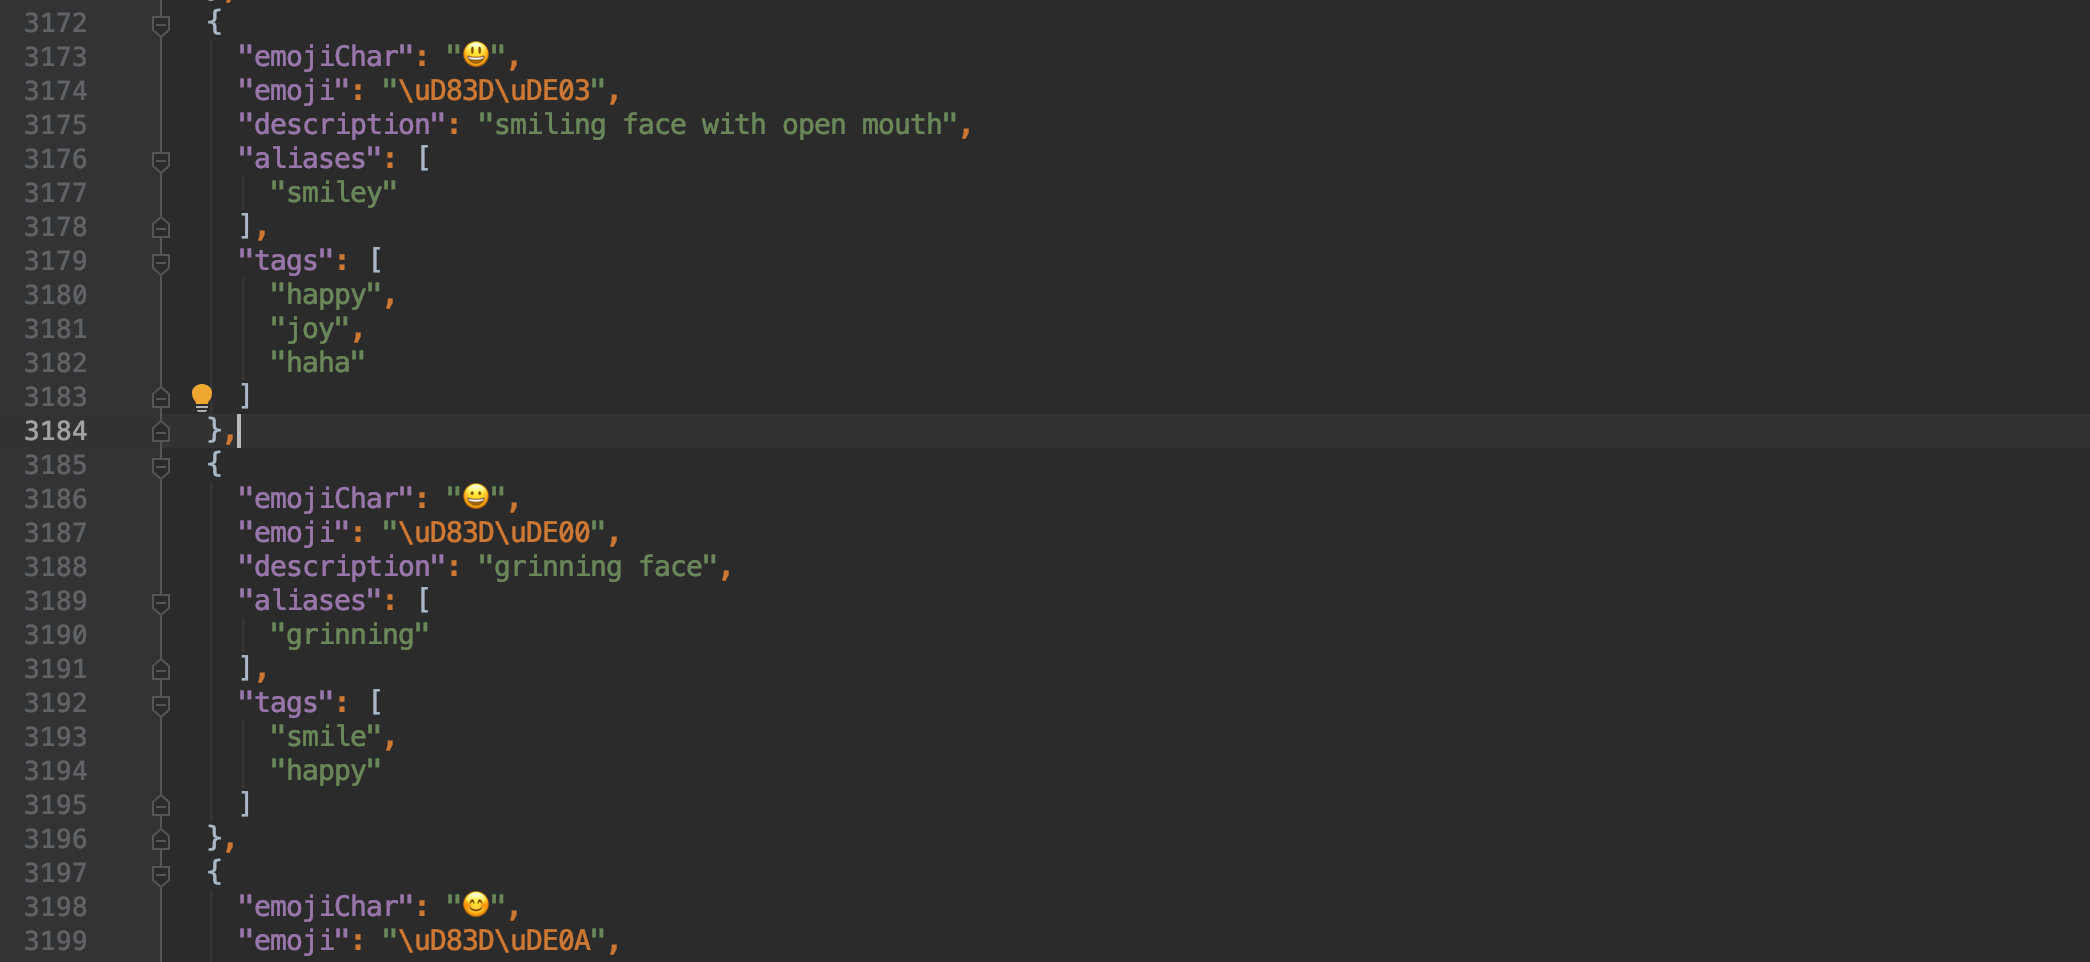 3172 {
3173 "emojiChar": "😃",
3174 "emoji": "\uD83D\uDE03",
3175 "description": "smiling face with open mouth",
3176 "aliases": [
3177 "smiley"
3178 ],
3179 "tags": [
3180 "happy",
3181 "joy",
3182 "haha"
3183 ]
3184 },
3185 {
3186 "emojiChar": "😀",
3187 "emoji": "\uD83D\uDE00",
3188 "description": "grinning face",
3189 "aliases": [
3190 "grinning"
3191 ],
3192 "tags": [
3193 "smile",
3194 "happy"
3195 ]
3196 },
3197 {
3198 "emojiChar": "😊",
3199 "emoji": "\uD83D\uDE0A",